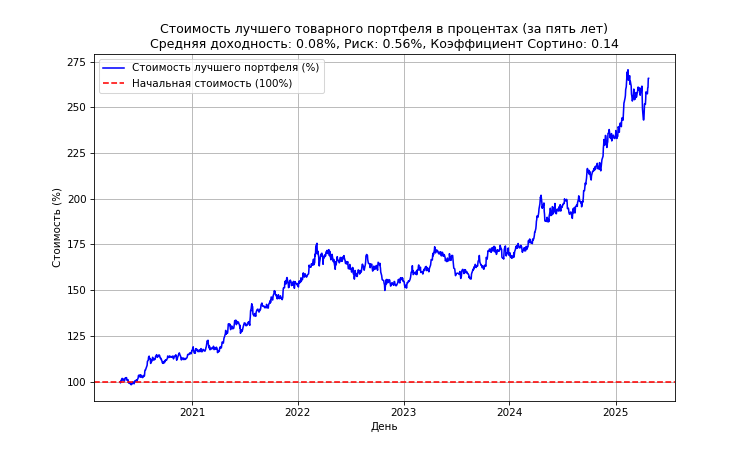 Стоимость лучшего товарного портфеля в процентах (за пять лет)
Средняя доходность: 0.08%, Риск: 0.56%, Коэффициент Сортино: 0.14
Стоимость лучшего портфеля (%)
Начальная стоимость (100%)
Стоимость (%)
275
250
225
200
175
150
125
100
2021
2022
2023
2024
2025
День